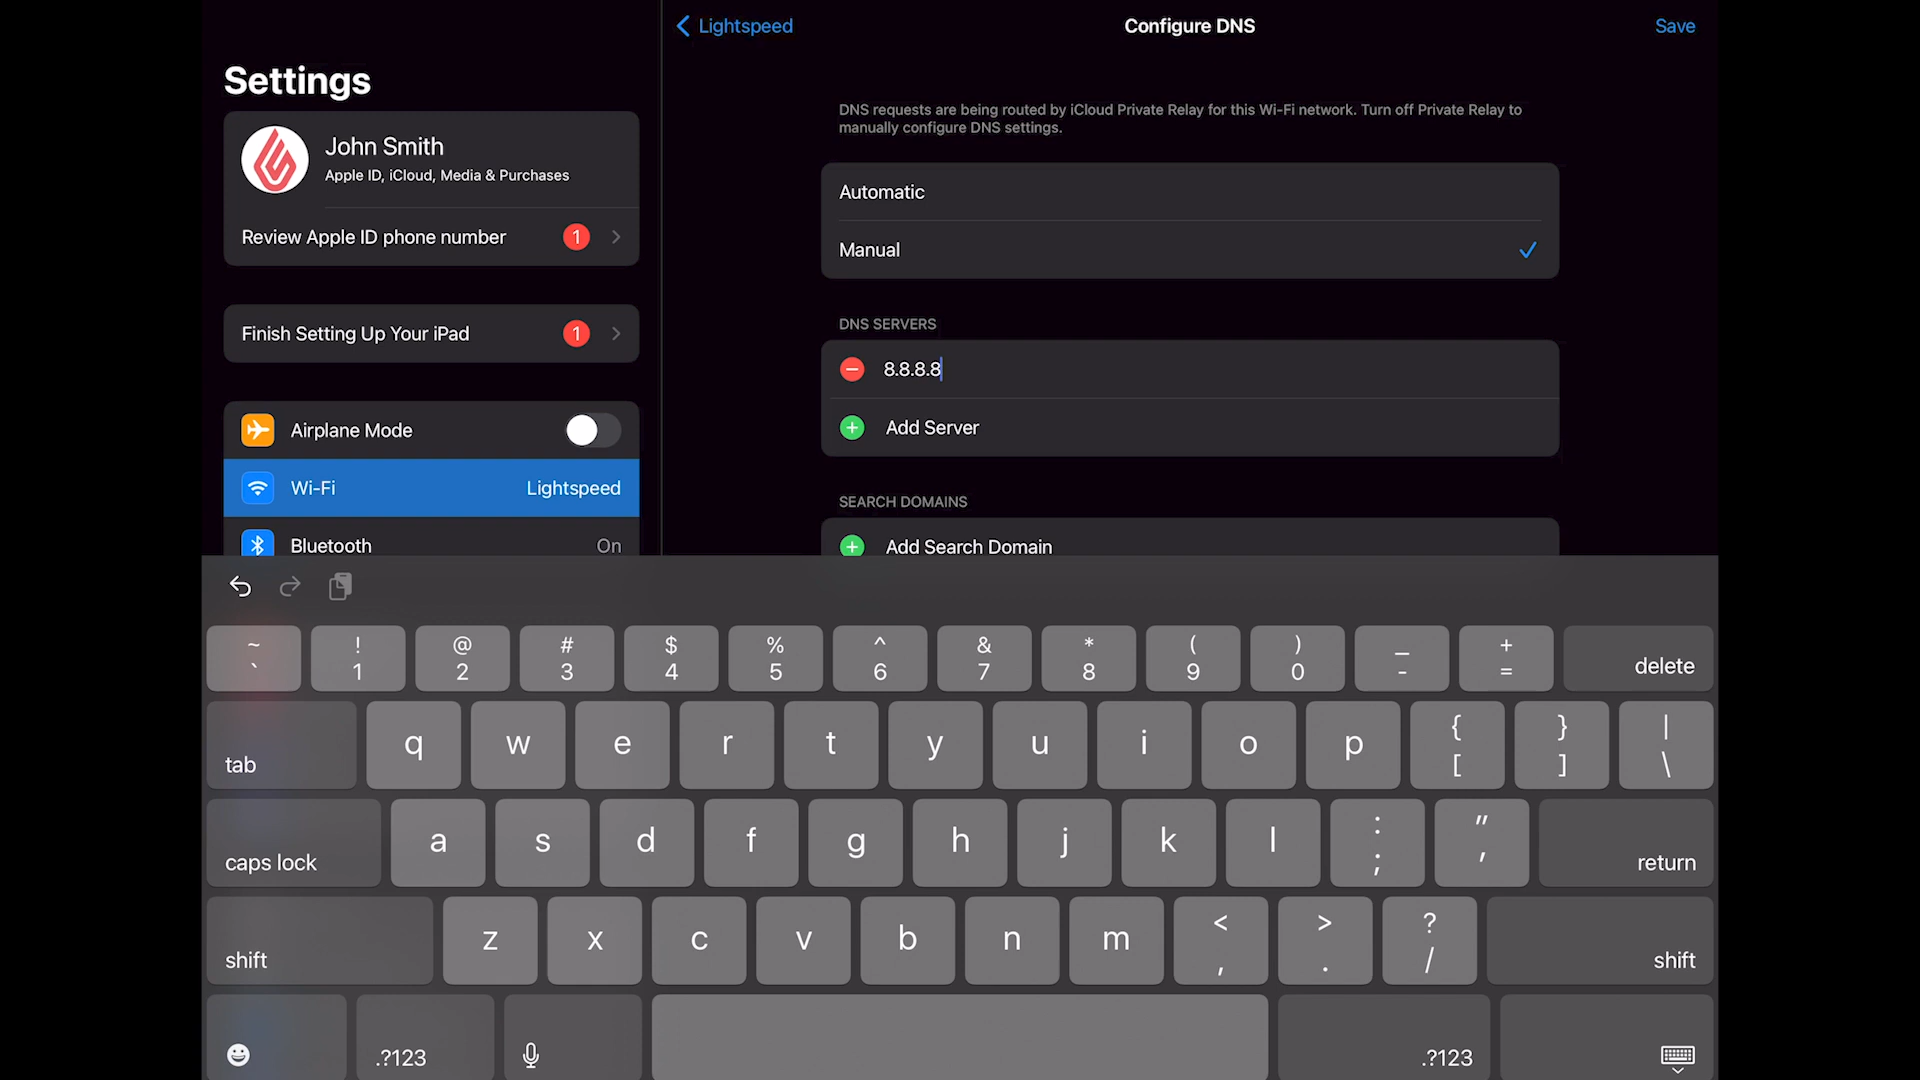 Lightspeed
Configure DNS
Save
Settings
John Smith
Apple ID, iCloud, Media & Purchases
Review Apple ID phone number 1
Finish Setting Up Your iPad 1
Airplane Mode
Wi-Fi Lightspeed
Bluetooth On
DNS requests are being routed by iCloud Private Relay for this Wi-Fi network. Turn off Private Relay to
manually configure DNS settings.
Automatic
Manual
DNS SERVERS
8.8.8.8
Add Server
SEARCH DOMAINS
Add Search Domain
~ ! @ # $ % ^ & * ( ) _ +
` 1 2 3 4 5 6 7 8 9 0 - = delete
tab q w e r t y u i o p { [ } ] | \
caps lock a s d f g h j k l : ; " ' return
shift z x c v b n m < , > . ? / shift
.?123 .?123